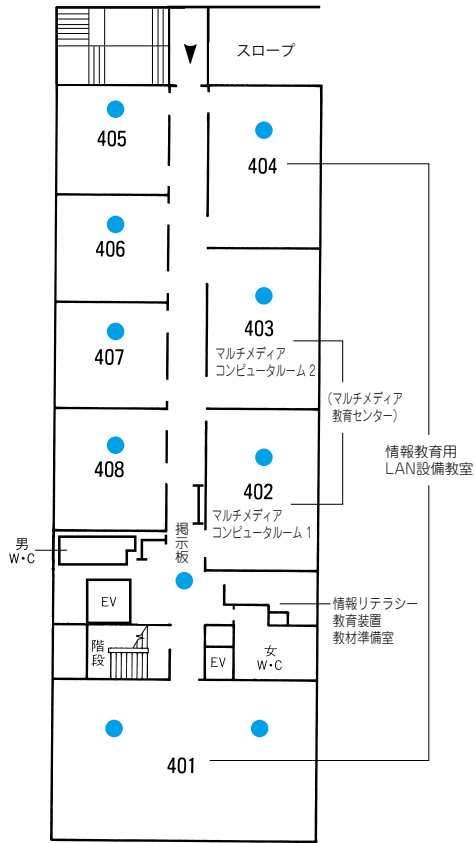 スロープ
405
404
406
403
マルチメディア
コンピュータルーム2
407
(マルチメディア
教育センター)
408
402
マルチメディア
コンピュータルーム1
情報教育用
LAN設備教室
掲示板
男
W・C
EV
情報リテラシー
教育装置
教材準備室
階段
EV
女
W・C
401